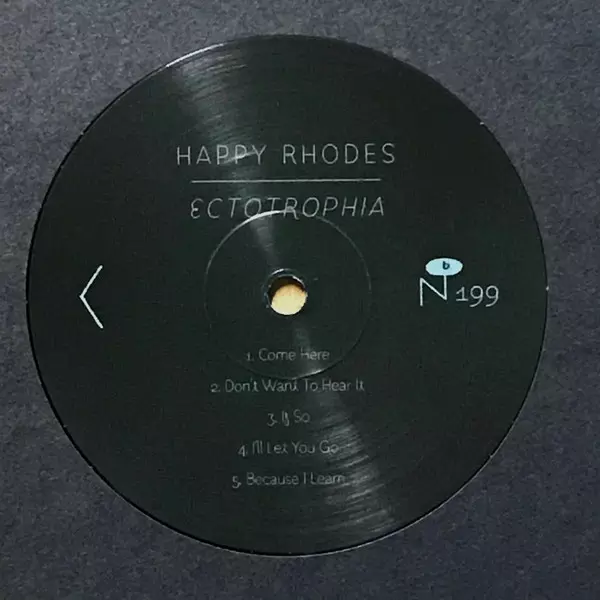 HAPPY RHODES
ECTOTROPHIA
b
N 199
1. Come Here
2. Don't Want To Hear It
3. If So
4. I'll Let You Go
5. Because I Learn